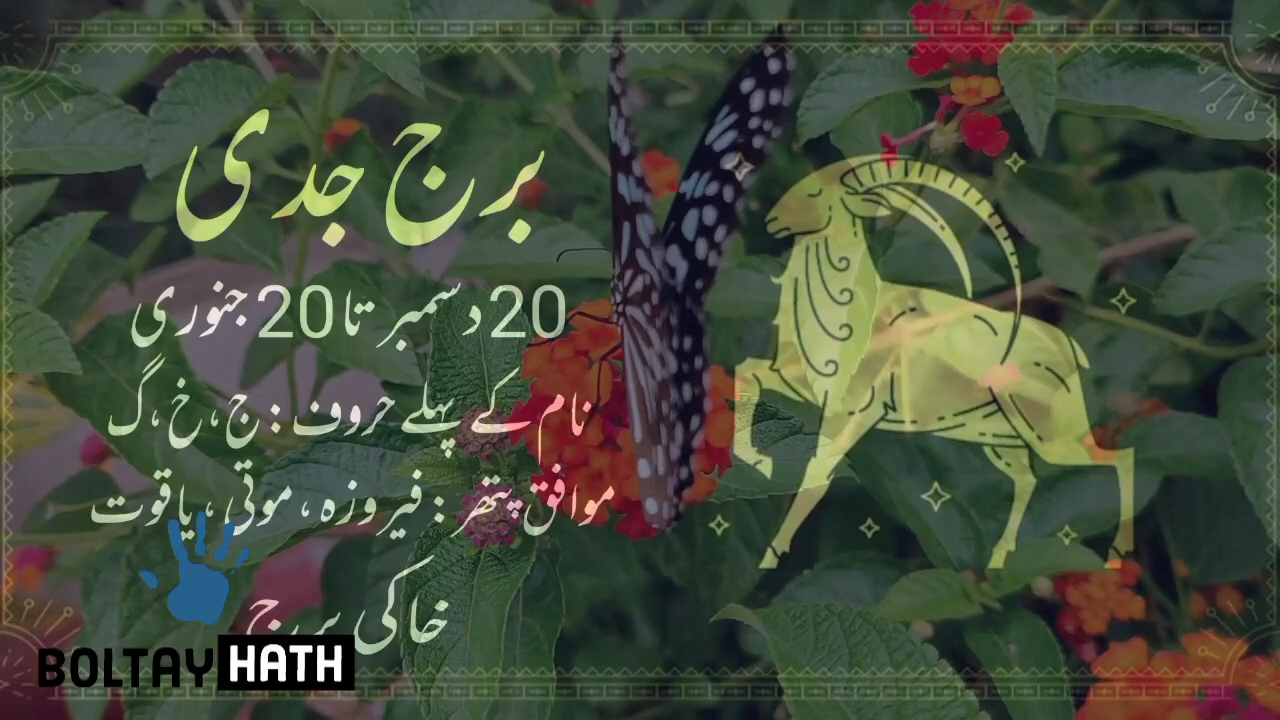 برج جدی
20 دسمبر تا 20 جنوری
نام کے پہلے حروف : ج، خ، گ
موافق پتھر : فیروزہ، موتی، یاقوت
خاکی برج
BOLTAY HATH